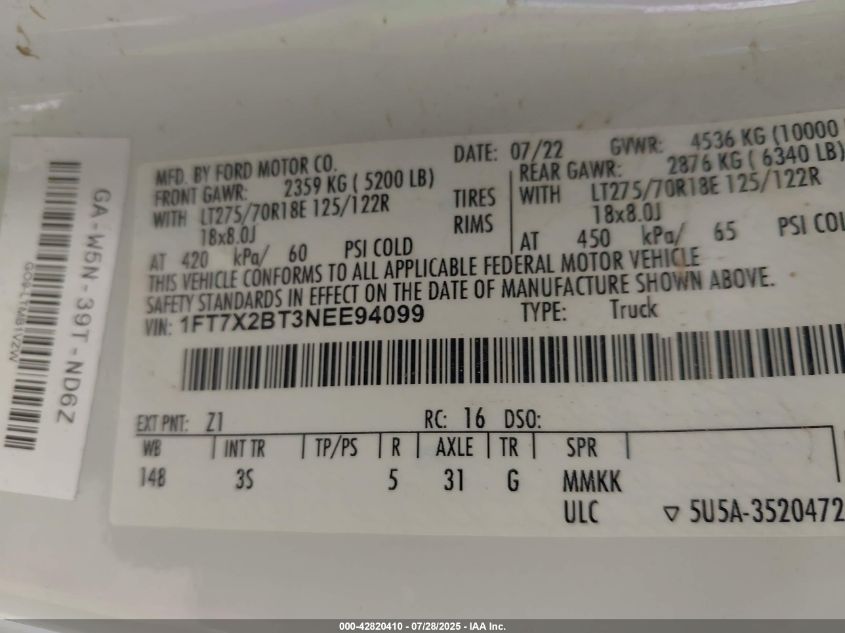 GA-W5N-39T-ND6Z
MFD. BY FORD MOTOR CO.
DATE: 07/22
GVWR: 4536 KG (10000
FRONT GAWR: 2359 KG ( 5200 LB)
REAR GAWR: 2876 KG ( 6340 LB)
WITH LT275/70R18E 125/122R
TIRES
WITH LT275/70R18E 125/122R
18x8.0J
RIMS
18x8.0J
AT 420 kPa/ 60 PSI COLD
AT 450 kPa/ 65 PSI COL
THIS VEHICLE CONFORMS TO ALL APPLICABLE FEDERAL MOTOR VEHICLE
SAFETY STANDARDS IN EFFECT ON THE DATE OF MANUFACTURE SHOWN ABOVE.
VIN: 1FT7X2BT3NEE94099
TYPE: Truck
EXT PNT: Z1
RC: 16 DSO:
WB INT TR TP/PS R AXLE TR SPR
148 3S 5 31 G MMKK
ULC ▽ 5U5A-3520472
000-42820410 - 07/28/2025 - IAA Inc.